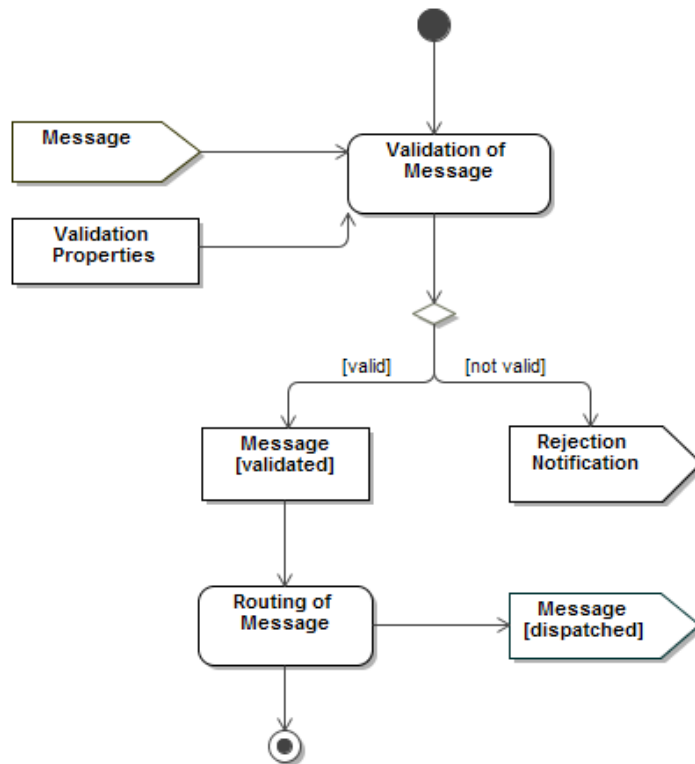 Message
Validation of
Message
Validation
Properties
[valid]
[not valid]
Message
[validated]
Rejection
Notification
Routing of
Message
Message
[dispatched]